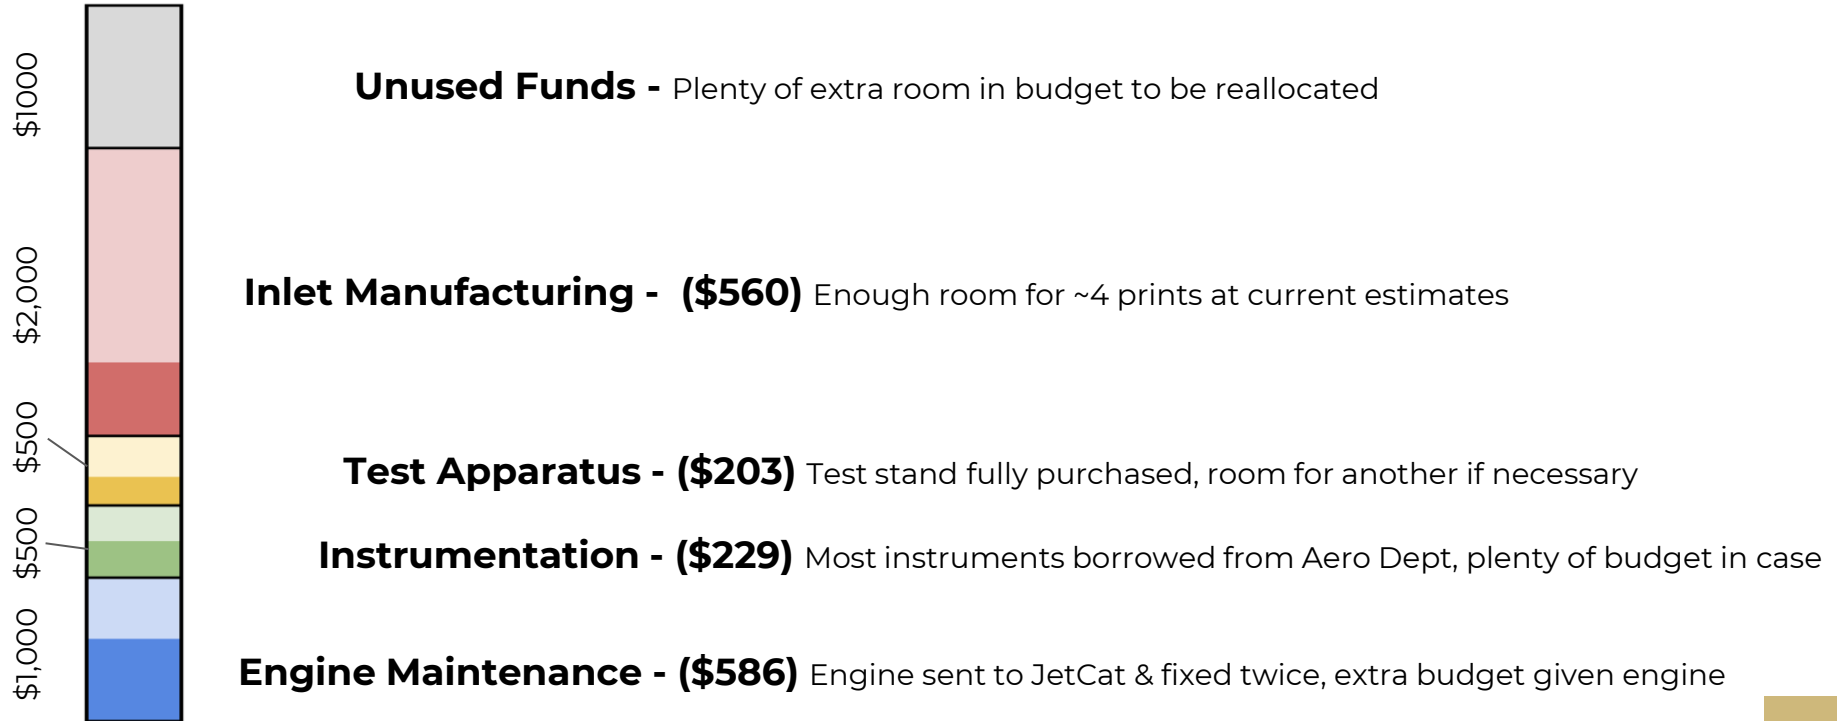 $1000
Unused Funds - Plenty of extra room in budget to be reallocated
$2,000
Inlet Manufacturing - ($560) Enough room for ~4 prints at current estimates
$500
Test Apparatus - ($203) Test stand fully purchased, room for another if necessary
$500
Instrumentation - ($229) Most instruments borrowed from Aero Dept, plenty of budget in case
$1,000
Engine Maintenance - ($586) Engine sent to JetCat & fixed twice, extra budget given engine